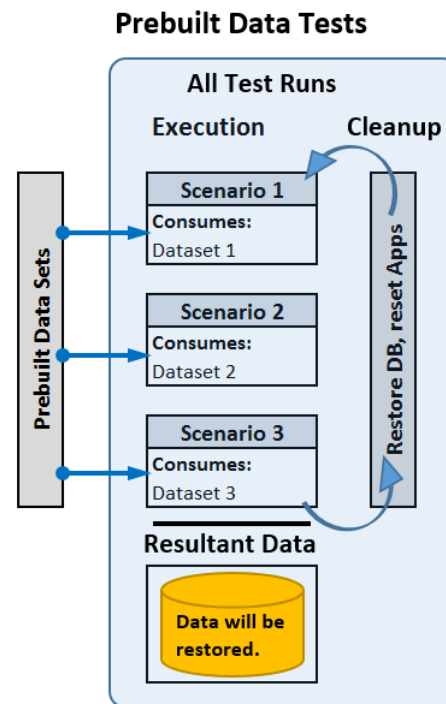 Prebuilt Data Tests
All Test Runs
Execution
Cleanup
Prebuilt Data Sets
Scenario 1
Consumes:
Dataset 1
Scenario 2
Consumes:
Dataset 2
Scenario 3
Consumes:
Dataset 3
Restore DB, reset Apps
Resultant Data
Data will be
restored.